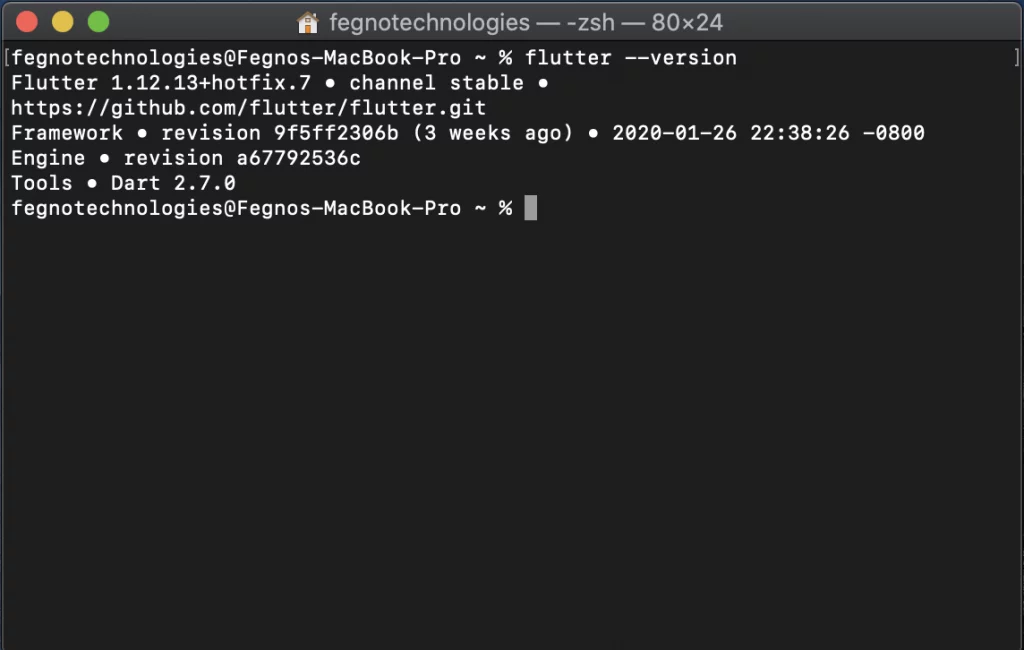 fegnotechnologies — -zsh — 80×24
[fegnotechnologies@Fegnos-MacBook-Pro ~ % flutter --version ]
Flutter 1.12.13+hotfix.7 • channel stable •
https://github.com/flutter/flutter.git
Framework • revision 9f5ff2306b (3 weeks ago) • 2020-01-26 22:38:26 -0800
Engine • revision a67792536c
Tools • Dart 2.7.0
fegnotechnologies@Fegnos-MacBook-Pro ~ %